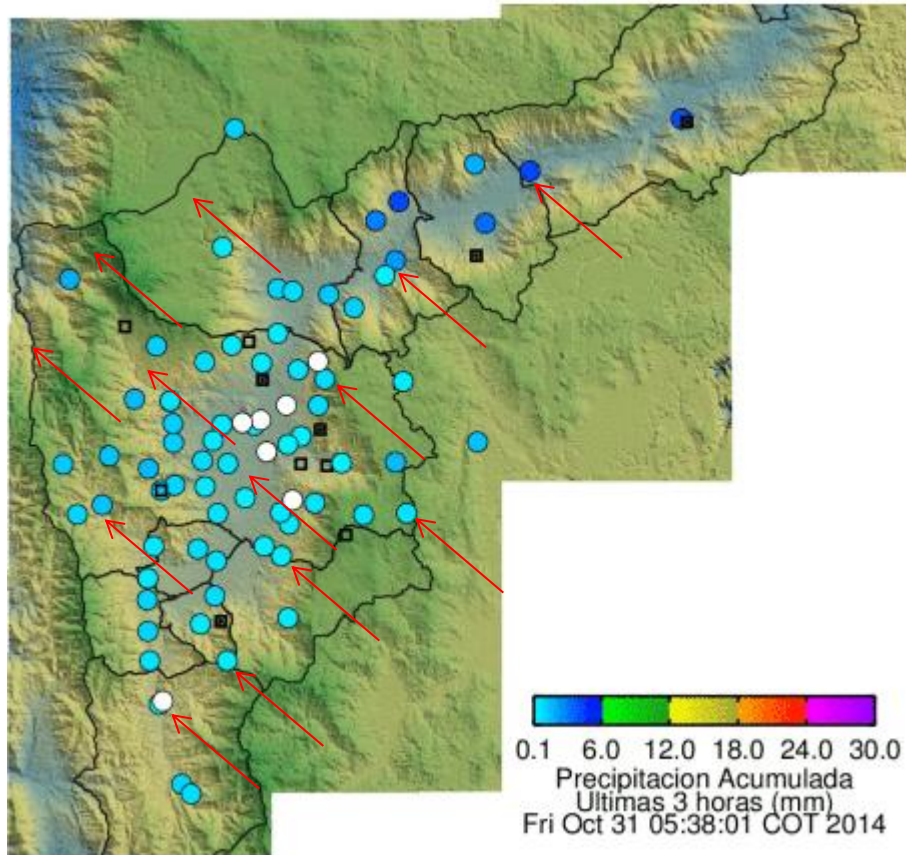 0.1 6.0 12.0 18.0 24.0 30.0
Precipitacion Acumulada
Ultimas 3 horas (mm)
Fri Oct 31 05:38:01 COT 2014